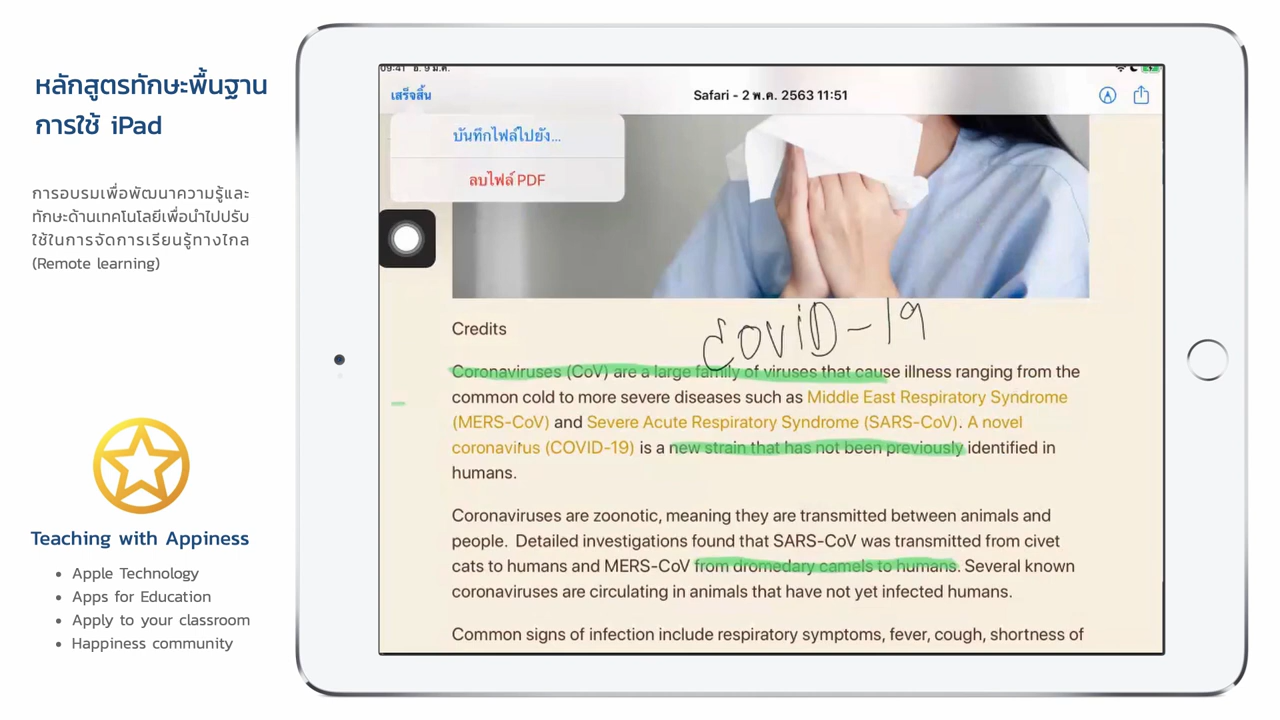 หลักสูตรทักษะพื้นฐาน
การใช้ iPad
การอบรมเพื่อพัฒนาความรู้และ
ทักษะด้านเทคโนโลยีเพื่อนำไปปรับ
ใช้ในการจัดการเรียนรู้ทางไกล
(Remote learning)
Teaching with Appiness
• Apple Technology
• Apps for Education
• Apply to your classroom
• Happiness community
09:41 อ. 9 ม.ค.
เสร็จสิ้น
Safari - 2 พ.ค. 2563 11:51
บันทึกไฟล์ไปยัง...
ลบไฟล์ PDF
COViD-19
Credits
Coronaviruses (CoV) are a large family of viruses that cause illness ranging from the
common cold to more severe diseases such as Middle East Respiratory Syndrome
(MERS-CoV) and Severe Acute Respiratory Syndrome (SARS-CoV). A novel
coronavirus (COVID-19) is a new strain that has not been previously identified in
humans.
Coronaviruses are zoonotic, meaning they are transmitted between animals and
people. Detailed investigations found that SARS-CoV was transmitted from civet
cats to humans and MERS-CoV from dromedary camels to humans. Several known
coronaviruses are circulating in animals that have not yet infected humans.
Common signs of infection include respiratory symptoms, fever, cough, shortness of